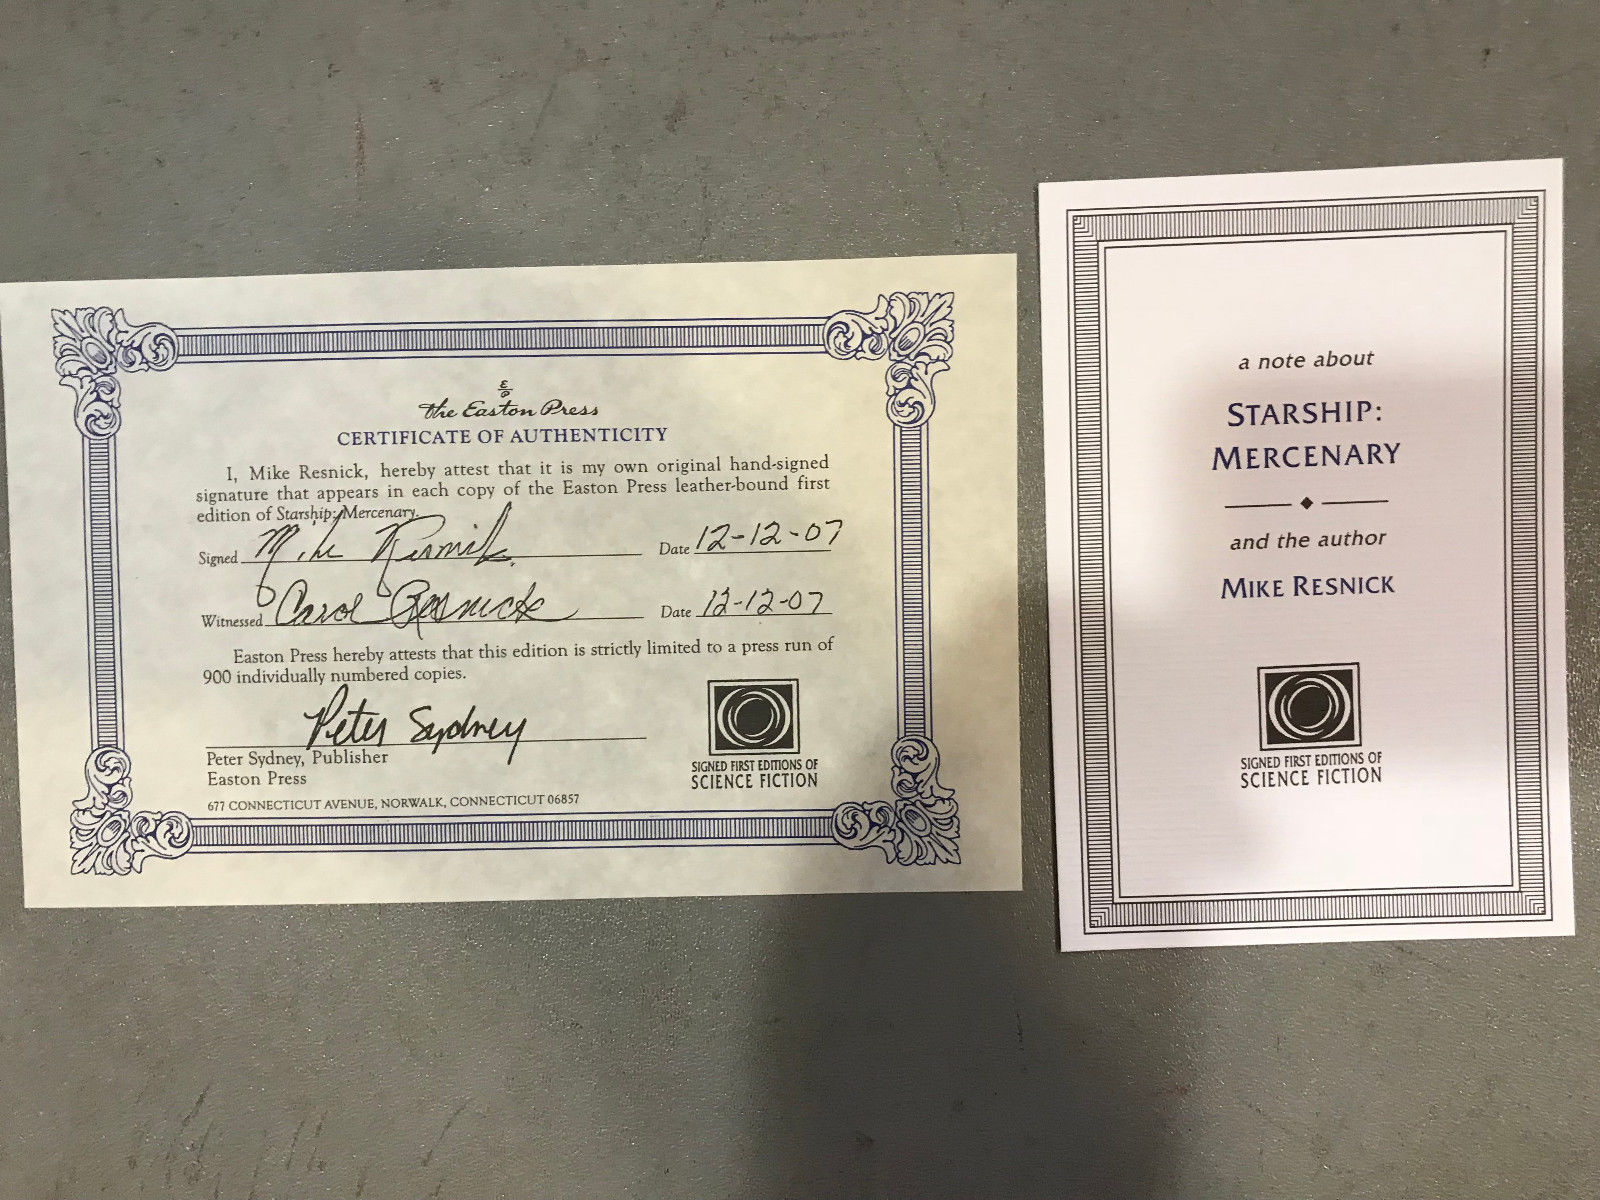 E/P
the Easton Press
CERTIFICATE OF AUTHENTICITY
I, Mike Resnick, hereby attest that it is my own original hand-signed
signature that appears in each copy of the Easton Press leather-bound first
edition of Starship: Mercenary.
Signed Mike Resnick Date 12-12-07
Witnessed Carol Resnick Date 12-12-07
Easton Press hereby attests that this edition is strictly limited to a press run of
900 individually numbered copies.
Peter Sydney
Peter Sydney, Publisher
Easton Press
677 CONNECTICUT AVENUE, NORWALK, CONNECTICUT 06857
SIGNED FIRST EDITIONS OF
SCIENCE FICTION
a note about
STARSHIP:
MERCENARY
and the author
MIKE RESNICK
SIGNED FIRST EDITIONS OF
SCIENCE FICTION